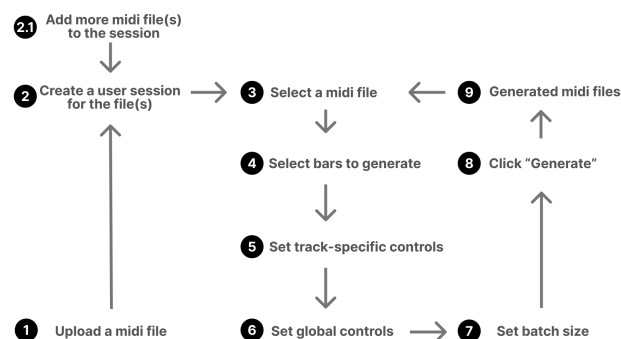 2.1 Add more midi file(s)
to the session
2 Create a user session
for the file(s)
3 Select a midi file
9 Generated midi files
4 Select bars to generate
8 Click “Generate”
5 Set track-specific controls
1 Upload a midi file
6 Set global controls
7 Set batch size